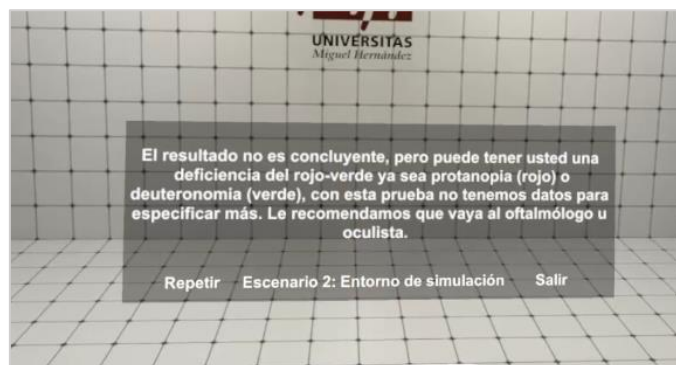 UNIVERSITAS
Miguel Hernández
El resultado no es concluyente, pero puede tener usted una
deficiencia del rojo-verde ya sea protanopia (rojo) o
deuteronomia (verde), con esta prueba no tenemos datos para
especificar más. Le recomendamos que vaya al oftalmólogo u
oculista.
Repetir Escenario 2: Entorno de simulación Salir